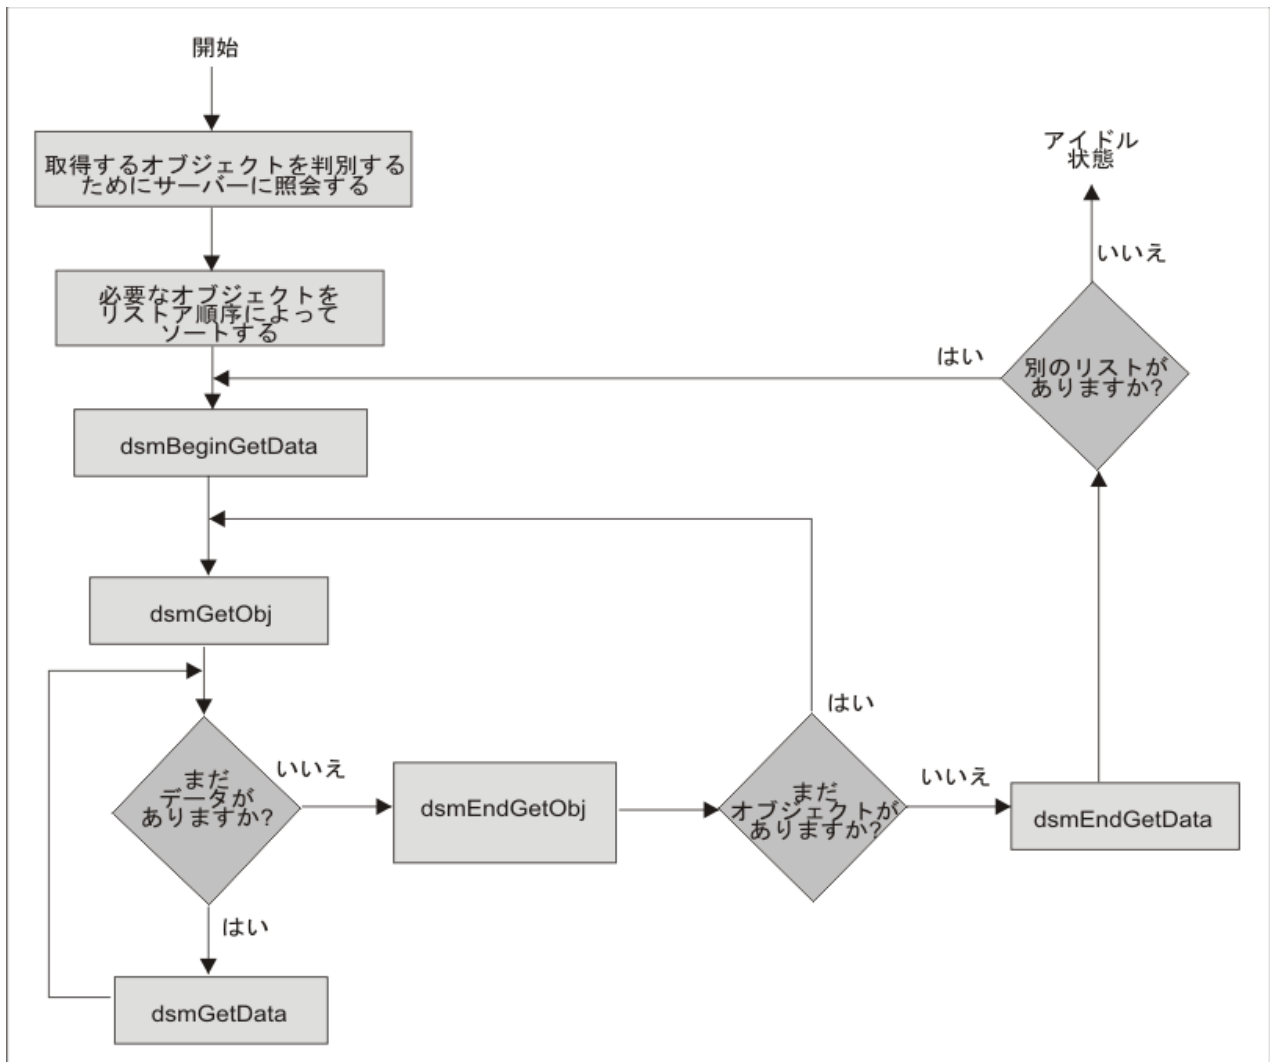 開始
取得するオブジェクトを判別する
ためにサーバーに照会する
必要なオブジェクトを
リストア順序によって
ソートする
dsmBeginGetData
dsmGetObj
まだ
データが
ありますか?
いいえ
はい
dsmGetData
dsmEndGetObj
まだ
オブジェクトが
ありますか?
はい
いいえ
dsmEndGetData
別のリストが
ありますか?
はい
いいえ
アイドル
状態